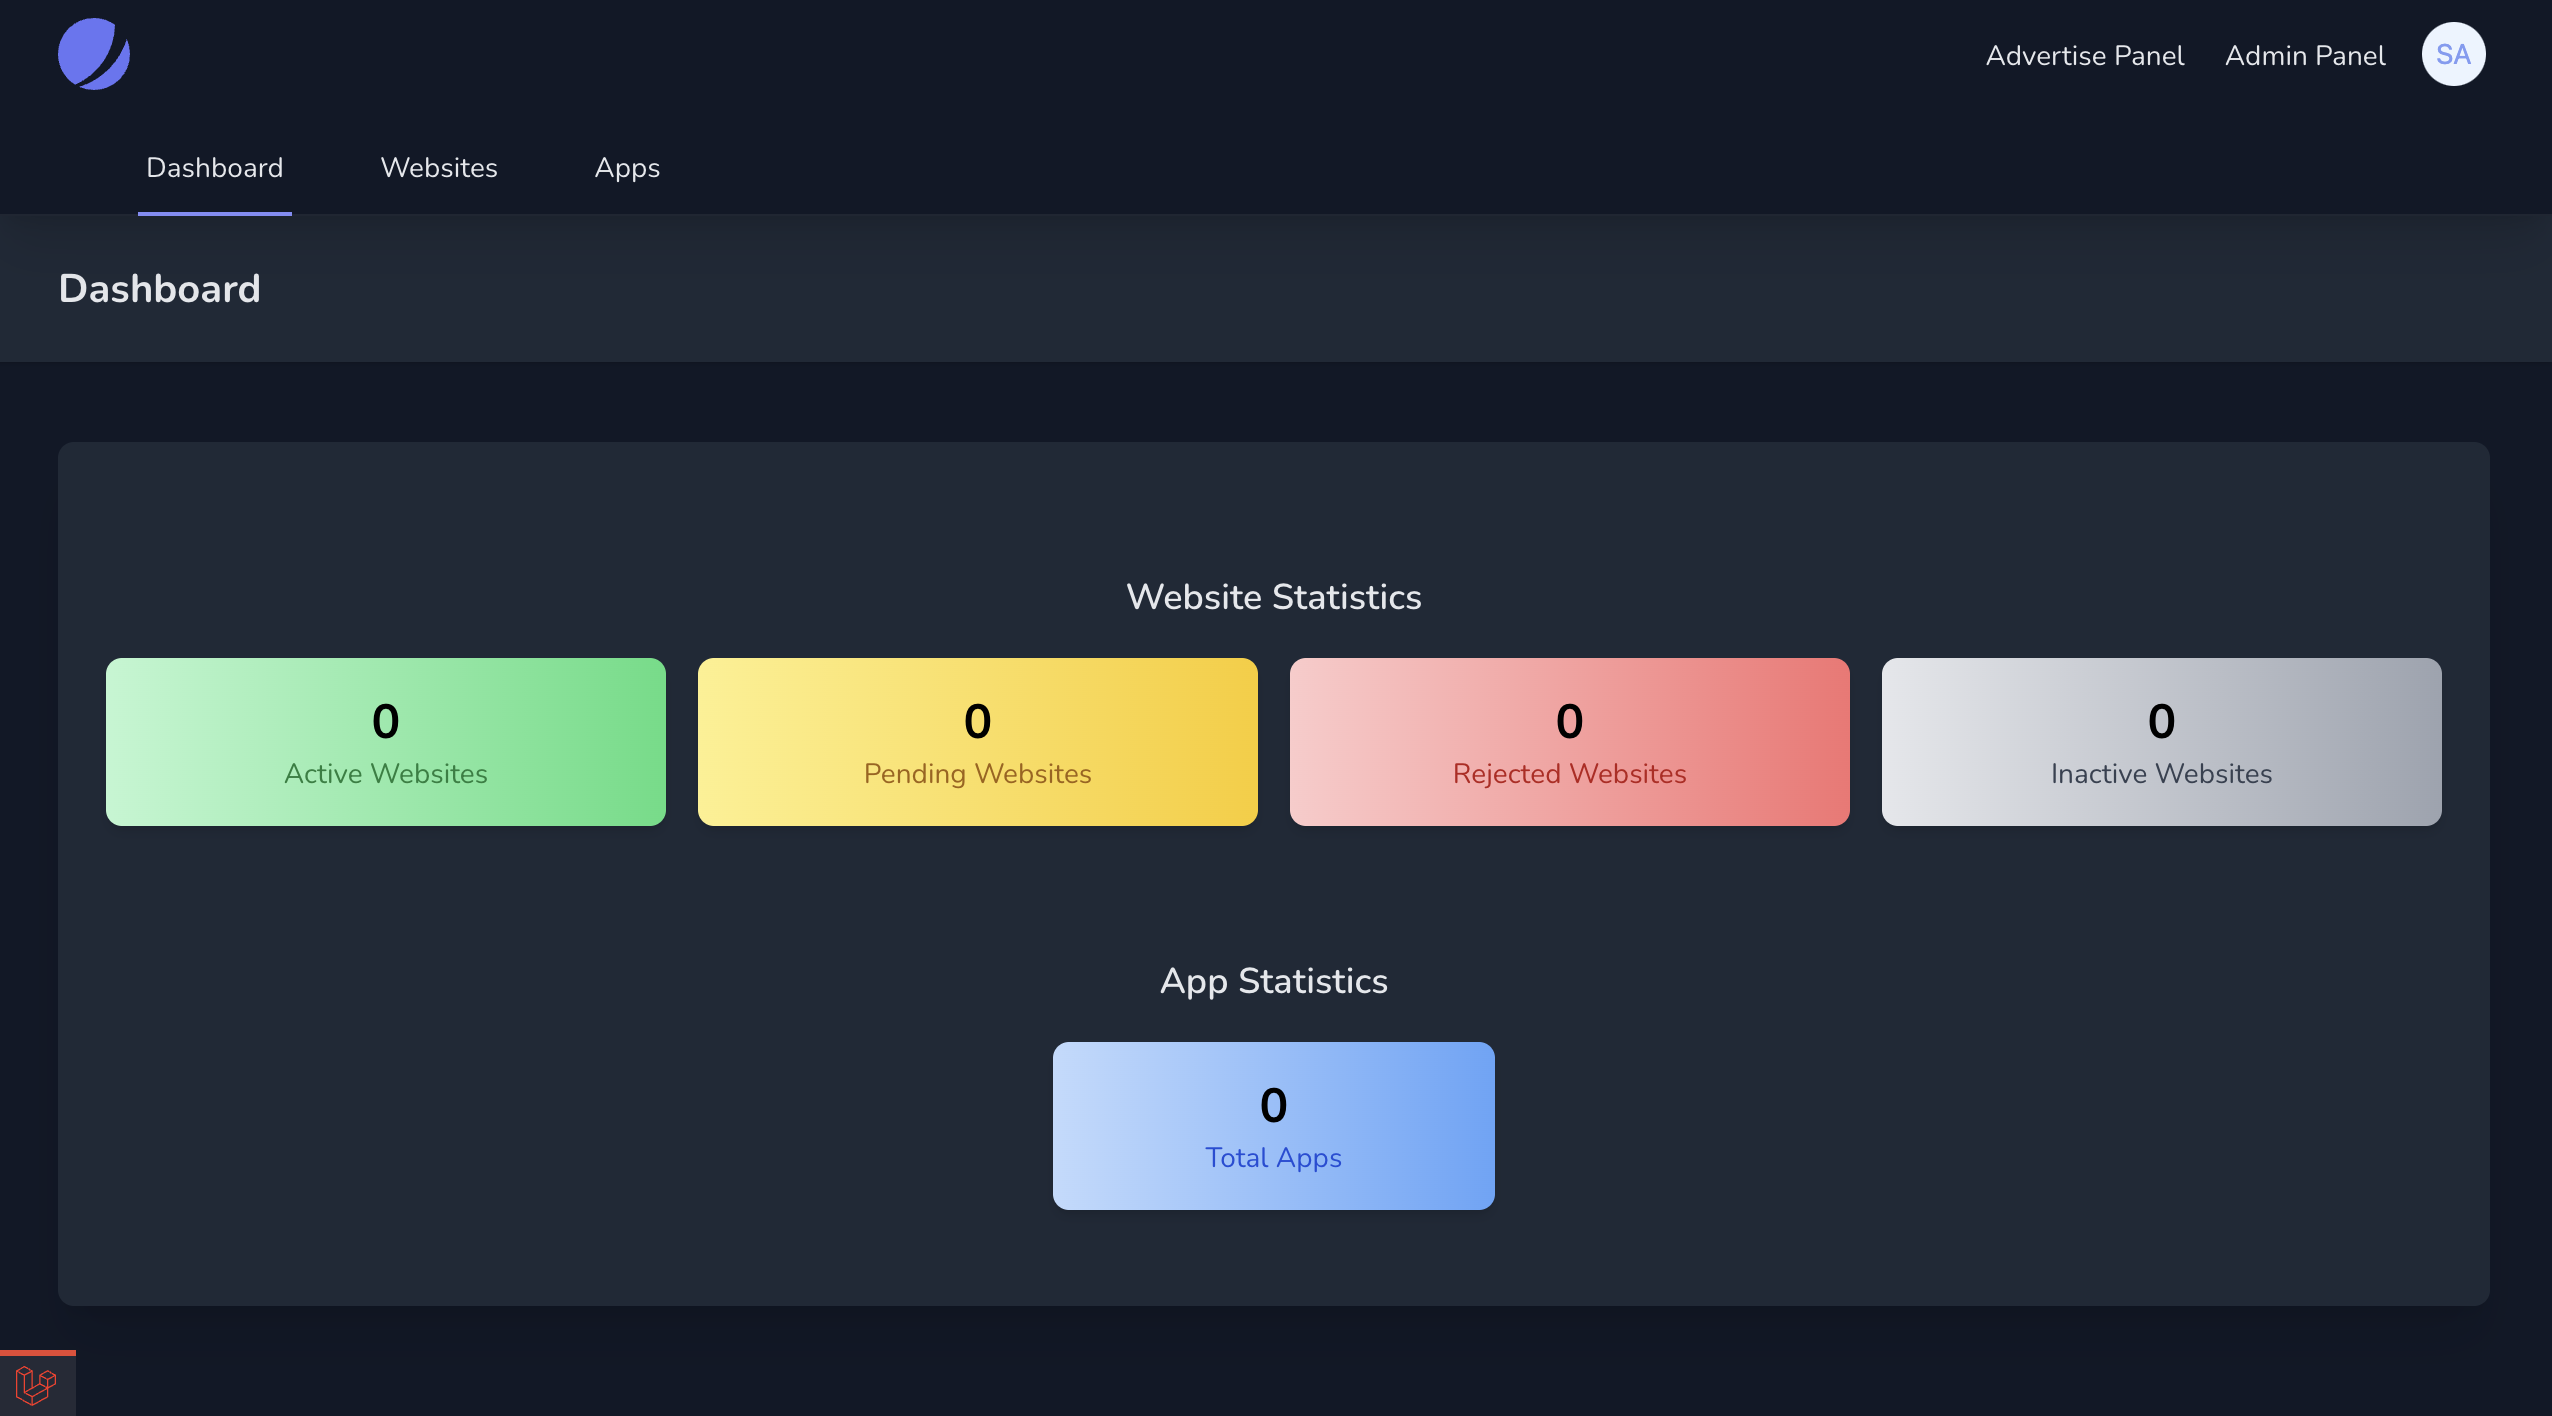 Advertise Panel Admin Panel SA
Dashboard Websites Apps
Dashboard
Website Statistics
0 0 0 0
Active Websites Pending Websites Rejected Websites Inactive Websites
App Statistics
0
Total Apps